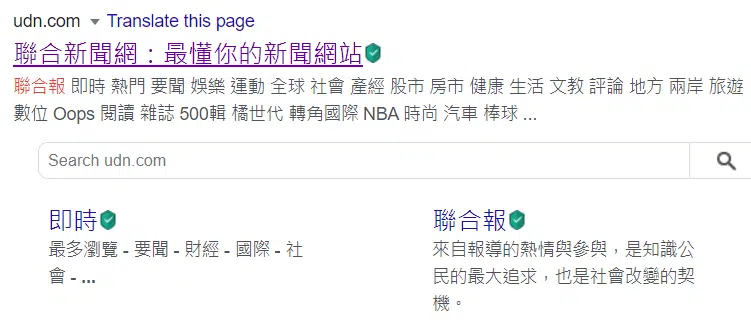 udn.com Translate this page
聯合新聞網：最懂你的新聞網站
聯合報 即時 熱門 要聞 娛樂 運動 全球 社會 產經 股市 房市 健康 生活 文教 評論 地方 兩岸 旅遊
數位 Oops 閱讀 雜誌 500輯 橘世代 轉角國際 NBA 時尚 汽車 棒球 ...
Search udn.com
即時
最多瀏覽 - 要聞 - 財經 - 國際 - 社
會 - ...
聯合報
來自報導的熱情與參與，是知識公
民的最大追求，也是社會改變的契
機。